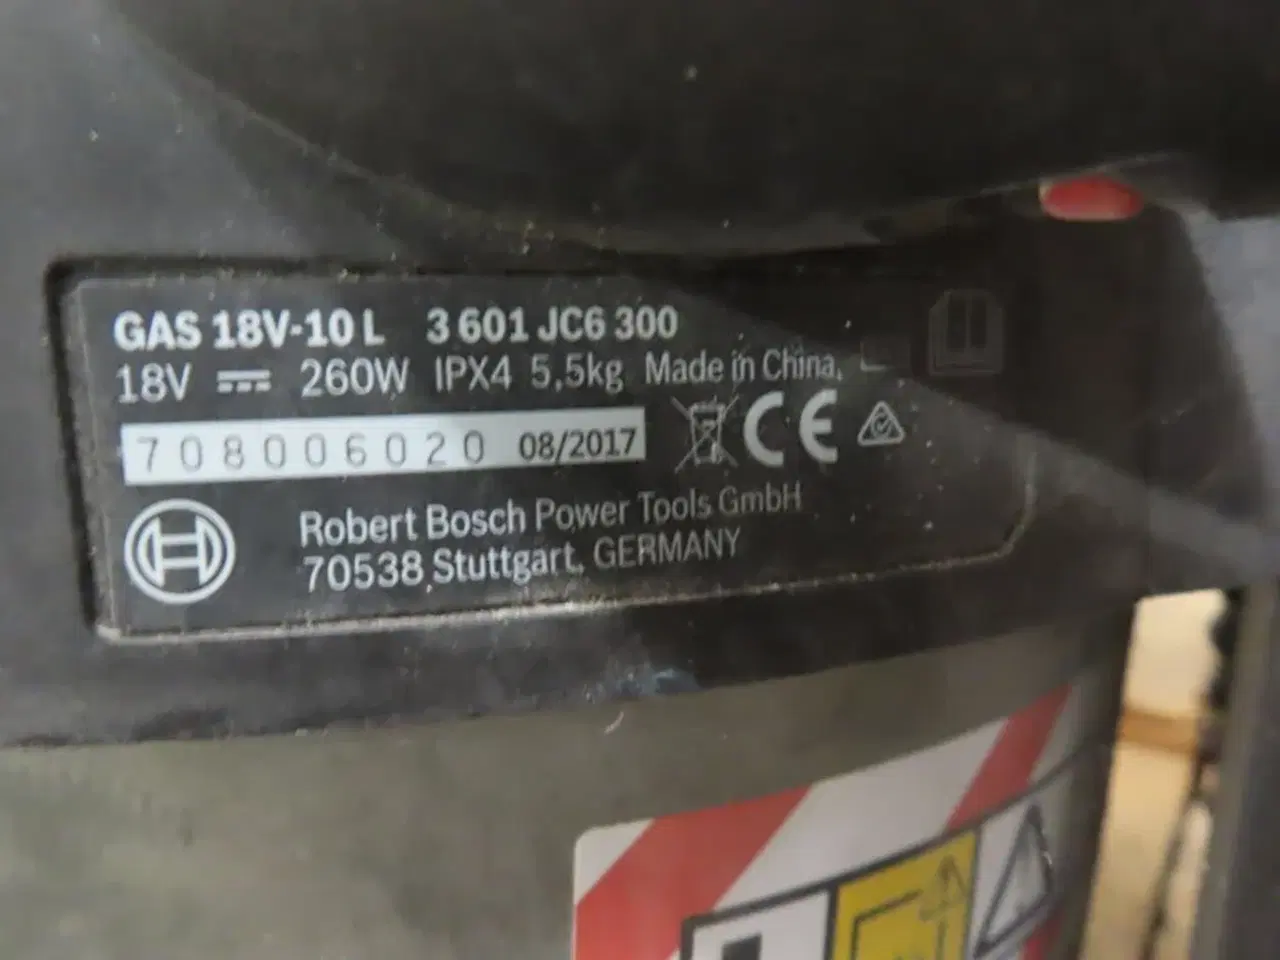 GAS 18V-10 L 3 601 JC6 300
18V 260W IPX4 5,5kg Made in China.
708006020 08/2017
CE
Robert Bosch Power Tools GmbH
70538 Stuttgart, GERMANY